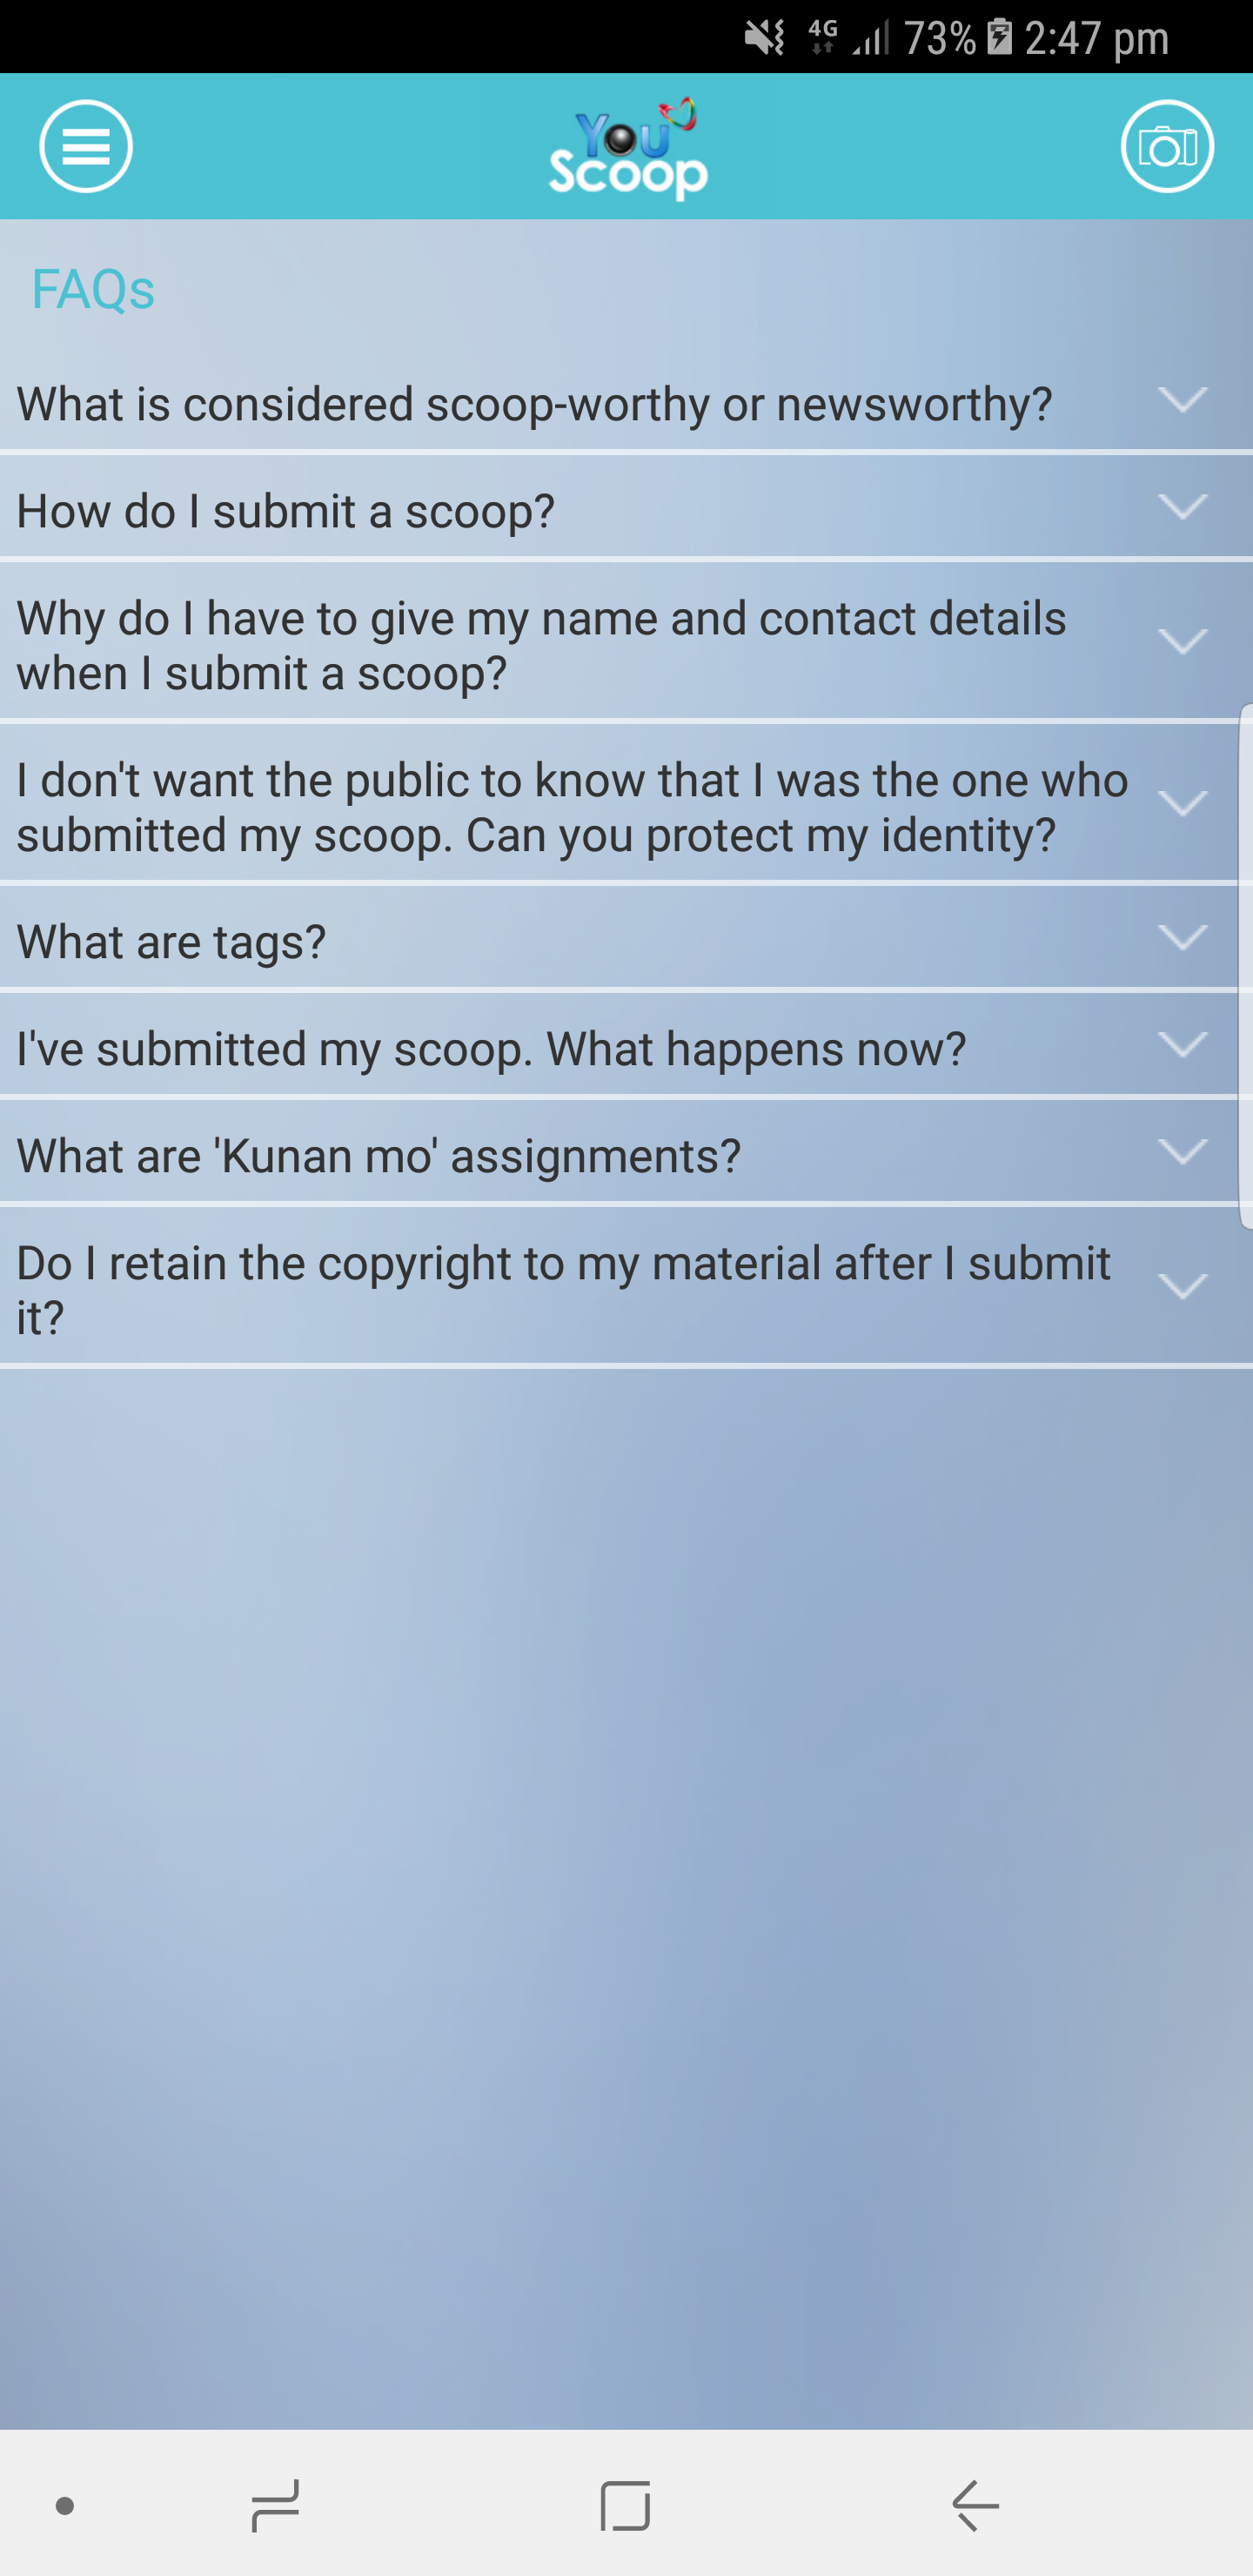 4G 73% 2:47 pm
You
Scoop
FAQs
What is considered scoop-worthy or newsworthy?
How do I submit a scoop?
Why do I have to give my name and contact details
when I submit a scoop?
I don't want the public to know that I was the one who
submitted my scoop. Can you protect my identity?
What are tags?
I've submitted my scoop. What happens now?
What are 'Kunan mo' assignments?
Do I retain the copyright to my material after I submit
it?